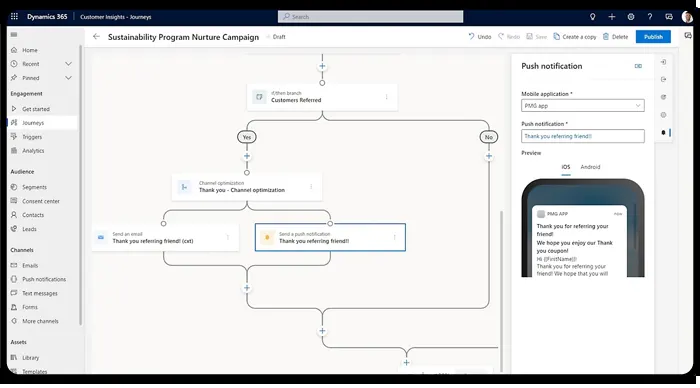 Dynamics 365
Customer Insights - Journeys
Search
Home
Recent
Pinned
Engagement
Get started
Journeys
Triggers
Analytics
Audience
Segments
Consent center
Contacts
Leads
Channels
Emails
Push notifications
Text messages
Forms
More channels
Assets
Library
Templates
Sustainability Program Nurture Campaign
Draft
Undo
Redo
Save
Create a copy
Delete
Publish
If/then branch
Customers Referred
Yes
No
Channel optimization
Thank you - Channel optimization
Send an email
Thank you referring friend! (cxt)
Send a push notification
Thank you referring friend!!
Push notification
Mobile application *
PMG app
Push notification *
Thank you referring friend!!
Preview
iOS
Android
PMG APP
now
Thank you for referring your
friend!
We hope you enjoy our Thank
you coupon!
Hi {{FirstName}}!
Thank you for referring your
friend! We hope that you will